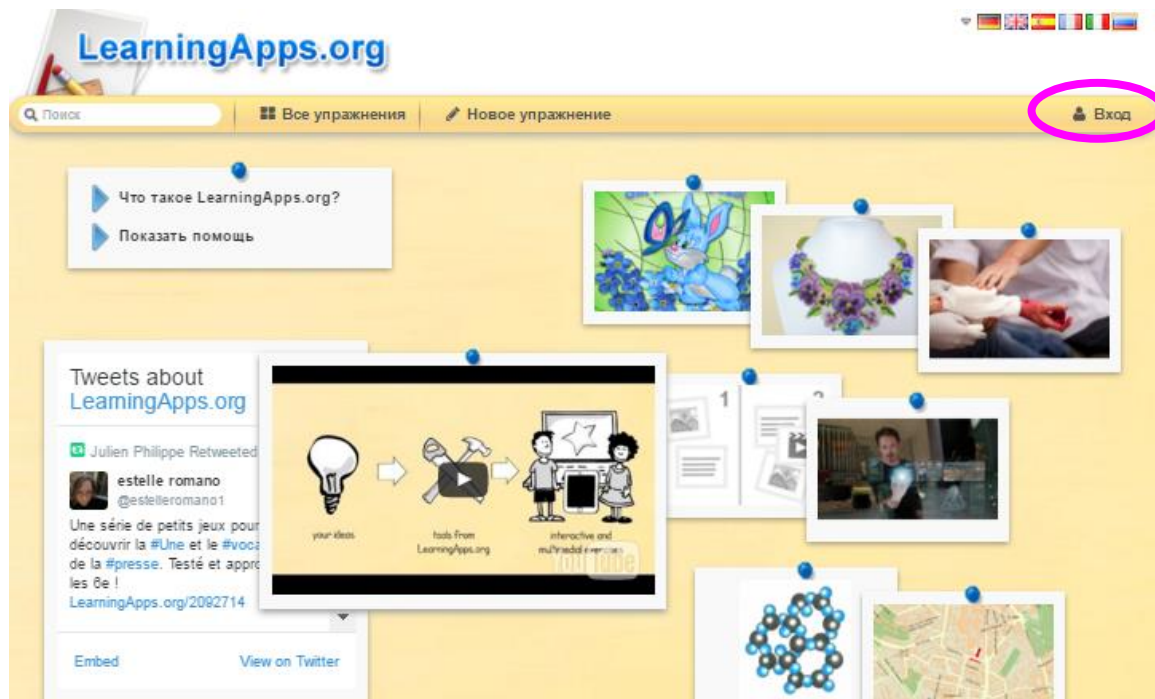 LearningApps.org
Поиск
Все упражнения
Новое упражнение
Вход
Что такое LearningApps.org?
Показать помощь
Tweets about
LearningApps.org
Julien Philippe Retweeted
estelle romano
@estelleromano1
Une série de petits jeux pour
découvrir la #Une et le #voca
de la #presse. Testé et appro
les 6e !
LearningApps.org/2092714
Embed
View on Twitter
your ideas
tools from
LearningApps.org
interactive and
multimedial exercises
YouTube
1
2